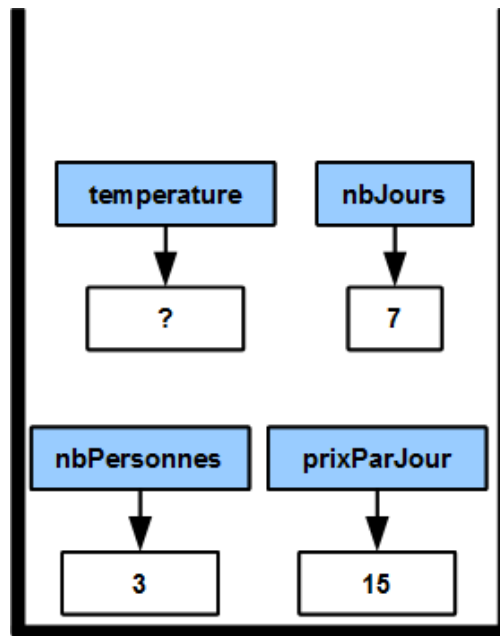 temperature
nbJours
?
7
nbPersonnes
prixParJour
3
15